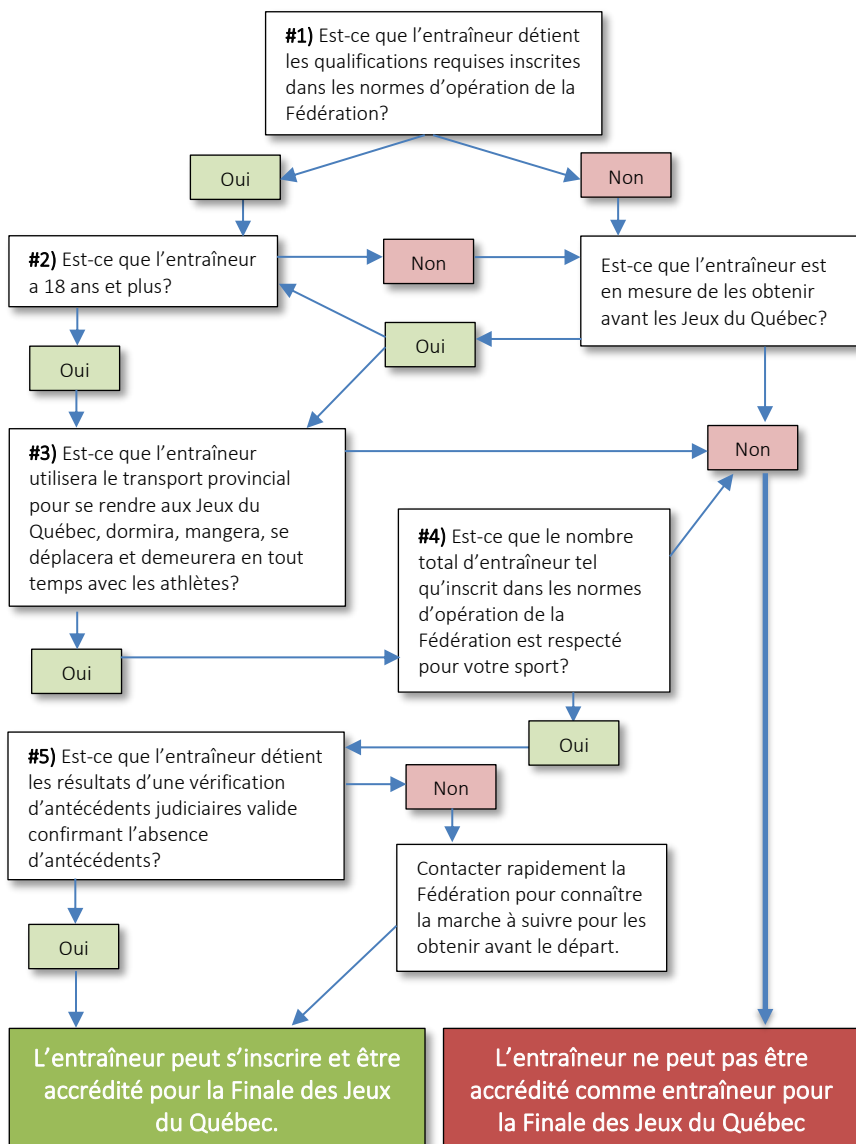 #1) Est-ce que l'entraîneur détient
les qualifications requises inscrites
dans les normes d'opération de la
Fédération?
Oui
Non
#2) Est-ce que l'entraîneur
a 18 ans et plus?
Non
Est-ce que l'entraîneur est
en mesure de les obtenir
avant les Jeux du Québec?
Oui
Oui
#3) Est-ce que l'entraîneur
utilisera le transport provincial
pour se rendre aux Jeux du
Québec, dormira, mangera, se
déplacera et demeurera en tout
temps avec les athlètes?
Non
#4) Est-ce que le nombre
total d'entraîneur tel
qu'inscrit dans les normes
d'opération de la
Fédération est respecté
pour votre sport?
Oui
Oui
#5) Est-ce que l'entraîneur détient
les résultats d'une vérification
d'antécédents judiciaires valide
confirmant l'absence
d'antécédents?
Non
Contacter rapidement la
Fédération pour connaître
la marche à suivre pour les
obtenir avant le départ.
Oui
L'entraîneur peut s'inscrire et être
accrédité pour la Finale des Jeux
du Québec.
L'entraîneur ne peut pas être
accrédité comme entraîneur pour
la Finale des Jeux du Québec